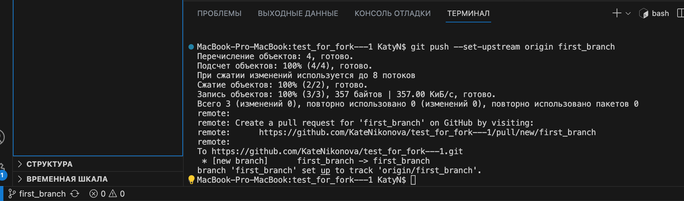 ПРОБЛЕМЫ ВЫХОДНЫЕ ДАННЫЕ КОНСОЛЬ ОТЛАДКИ ТЕРМИНАЛ
bash
MacBook-Pro-MacBook:test_for_fork---1 KatyN$ git push --set-upstream origin first_branch
Перечисление объектов: 4, готово.
Подсчет объектов: 100% (4/4), готово.
При сжатии изменений используется до 8 потоков
Сжатие объектов: 100% (2/2), готово.
Запись объектов: 100% (3/3), 357 байтов | 357.00 КиБ/с, готово.
Всего 3 (изменений 0), повторно использовано 0 (изменений 0), повторно использовано пакетов 0
remote:
remote: Create a pull request for 'first_branch' on GitHub by visiting:
remote: https://github.com/KateNikonova/test_for_fork---1/pull/new/first_branch
remote:
To https://github.com/KateNikonova/test_for_fork---1.git
* [new branch] first_branch -> first_branch
branch 'first_branch' set up to track 'origin/first_branch'.
MacBook-Pro-MacBook:test_for_fork---1 KatyN$
СТРУКТУРА
ВРЕМЕННАЯ ШКАЛА
1
first_branch 0 0